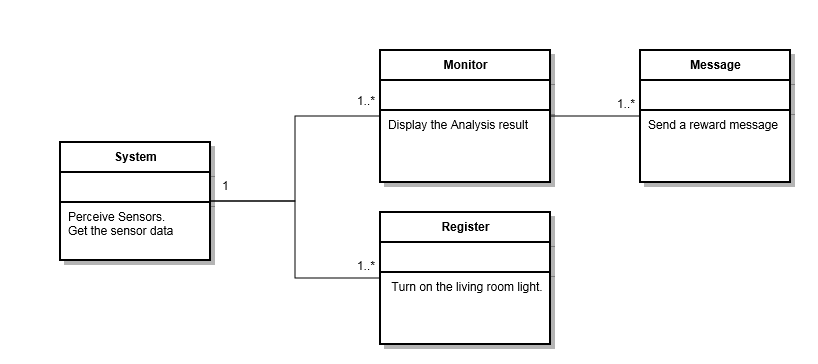 System
Perceive Sensors.
Get the sensor data
1
1..*
Monitor
Display the Analysis result
1..*
Message
Send a reward message
1..*
Register
Turn on the living room light.